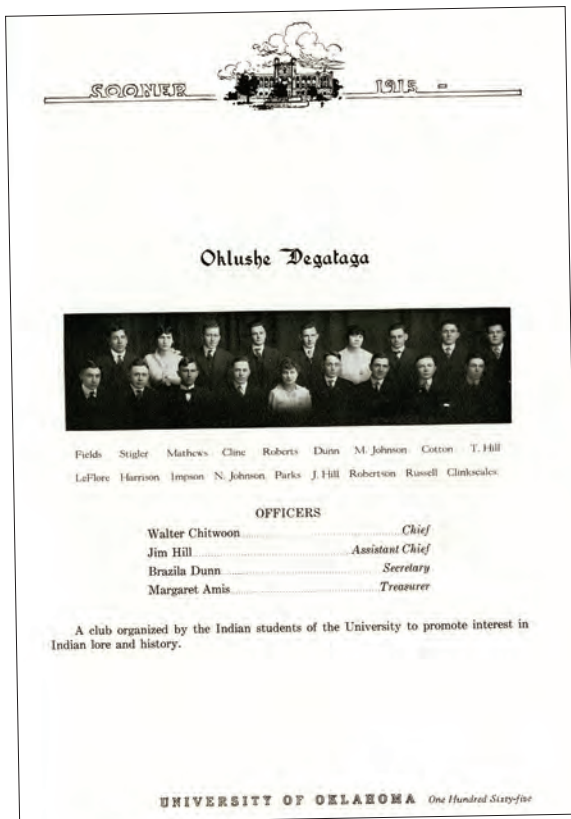 SOONER 1915
Oklushe Degataga
Fields Stigler Mathews Cline Roberts Dunn M. Johnson Cotton T. Hill
LeFlore Harrison Impson N. Johnson Parks J. Hill Robertson Russell Clinkscales
OFFICERS
Walter Chitwoon Chief
Jim Hill Assistant Chief
Brazila Dunn Secretary
Margaret Amis Treasurer
A club organized by the Indian students of the University to promote interest in
Indian lore and history.
UNIVERSITY OF OKLAHOMA One Hundred Sixty-five